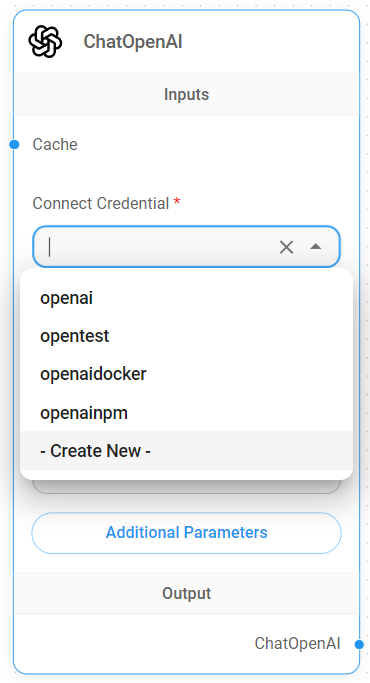 ChatOpenAI
Inputs
Cache
Connect Credential *
openai
opentest
openaidocker
openainpm
- Create New -
Additional Parameters
Output
ChatOpenAI